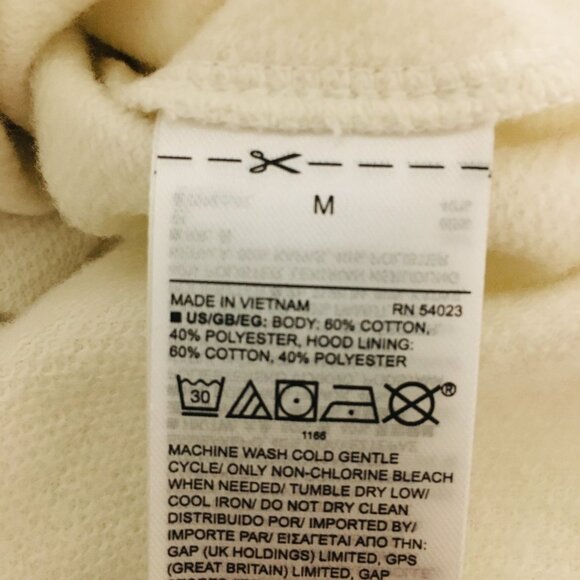 M
MADE IN VIETNAM RN 54023
US/GB/EG: BODY: 60% COTTON,
40% POLYESTER, HOOD LINING:
60% COTTON, 40% POLYESTER
30 ®
1166
MACHINE WASH COLD GENTLE
CYCLE/ ONLY NON-CHLORINE BLEACH
WHEN NEEDED/ TUMBLE DRY LOW/
COOL IRON/ DO NOT DRY CLEAN
DISTRIBUIDO POR/ IMPORTED BY/
IMPORTE PAR/ ΕΙΣΑΓΕΤΑΙ ΑΠΟ ΤΗΝ:
GAP (UK HOLDINGS) LIMITED, GPS
(GREAT BRITAIN) LIMITED, GAP